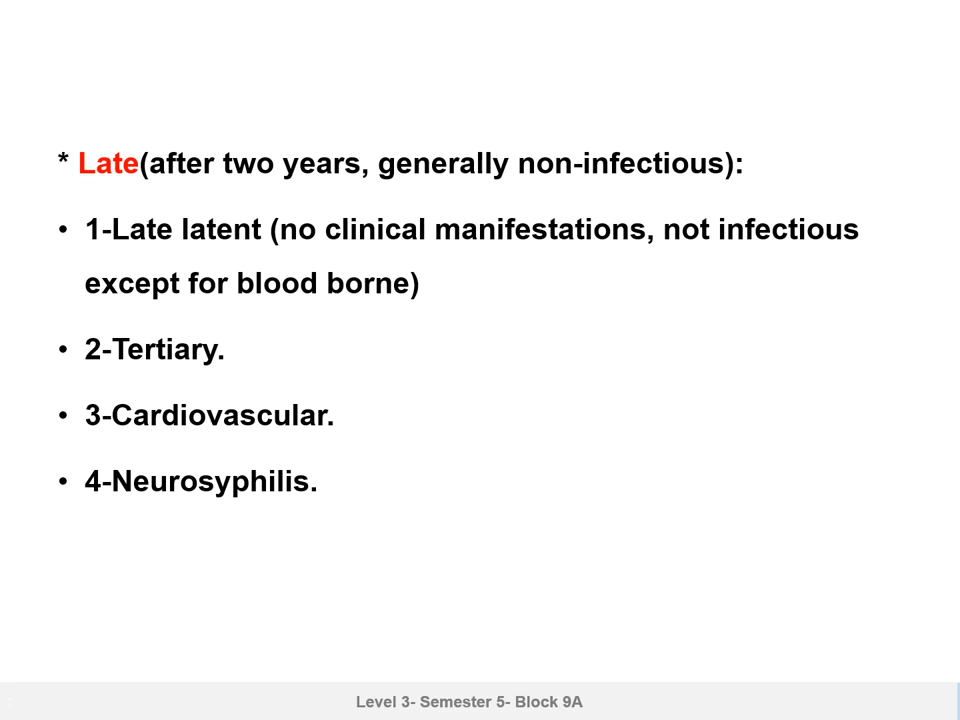 * Late(after two years, generally non-infectious):
• 1-Late latent (no clinical manifestations, not infectious
except for blood borne)
• 2-Tertiary.
• 3-Cardiovascular.
• 4-Neurosyphilis.
Level 3- Semester 5- Block 9A